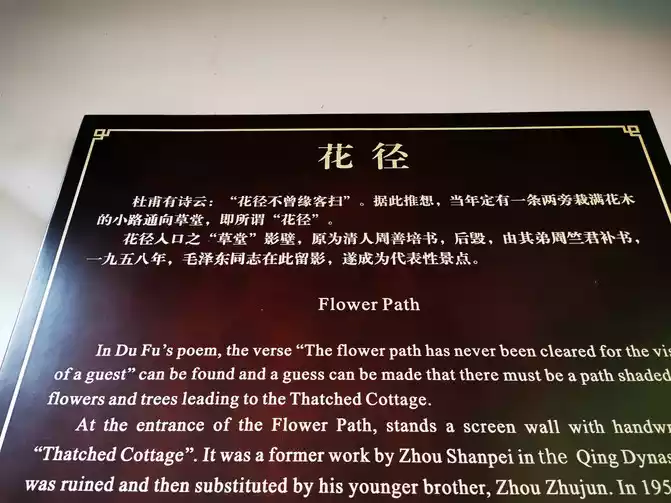 花径
杜甫有诗云：“花径不曾缘客扫”。据此推想，当年定有一条两旁栽满花木
的小路通向草堂，即所谓“花径”。
花径入口之“草堂”影壁，原为清人周善培书，后毁，由其弟周竺君补书，
一九五八年，毛泽东同志在此留影，遂成为代表性景点。
Flower Path
In Du Fu's poem, the verse “The flower path has never been cleared for the vis
of a guest” can be found and a guess can be made that there must be a path shaded
flowers and trees leading to the Thatched Cottage.
At the entrance of the Flower Path, stands a screen wall with handwr
“Thatched Cottage”. It was a former work by Zhou Shanpei in the Qing Dynas
was ruined and then substituted by his younger brother, Zhou Zhujun. In 195